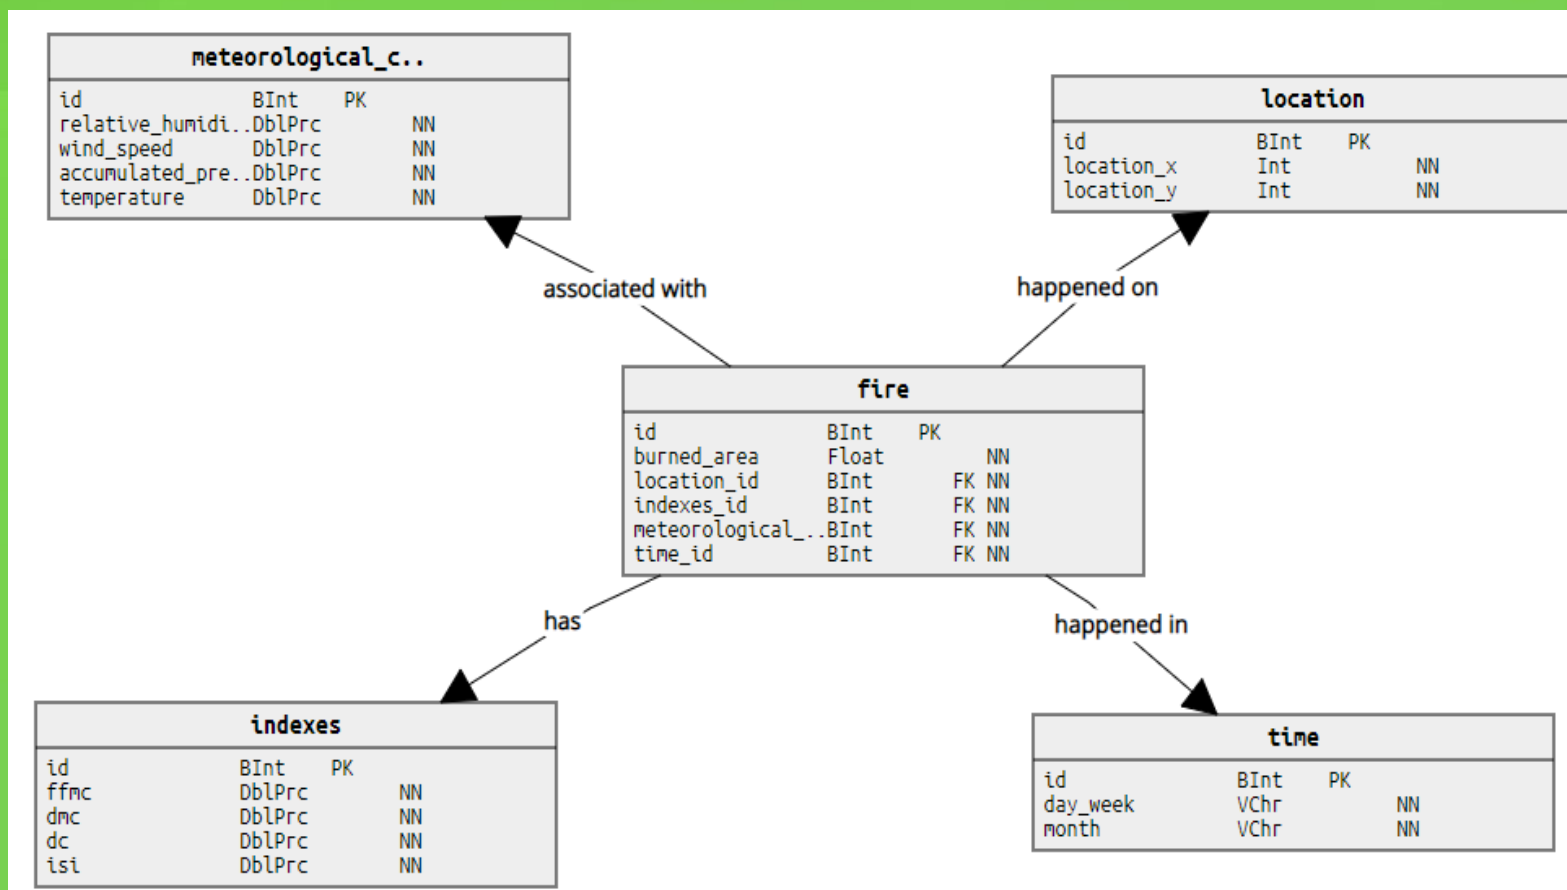 meteorological_c..
id BInt PK
relative_humidi..DblPrc NN
wind_speed DblPrc NN
accumulated_pre..DblPrc NN
temperature DblPrc NN
location
id BInt PK
location_x Int NN
location_y Int NN
associated with
happened on
fire
id BInt PK
burned_area Float NN
location_id BInt FK NN
indexes_id BInt FK NN
meteorological_..BInt FK NN
time_id BInt FK NN
has
happened in
indexes
id BInt PK
ffmc DblPrc NN
dmc DblPrc NN
dc DblPrc NN
isi DblPrc NN
time
id BInt PK
day_week VChr NN
month VChr NN